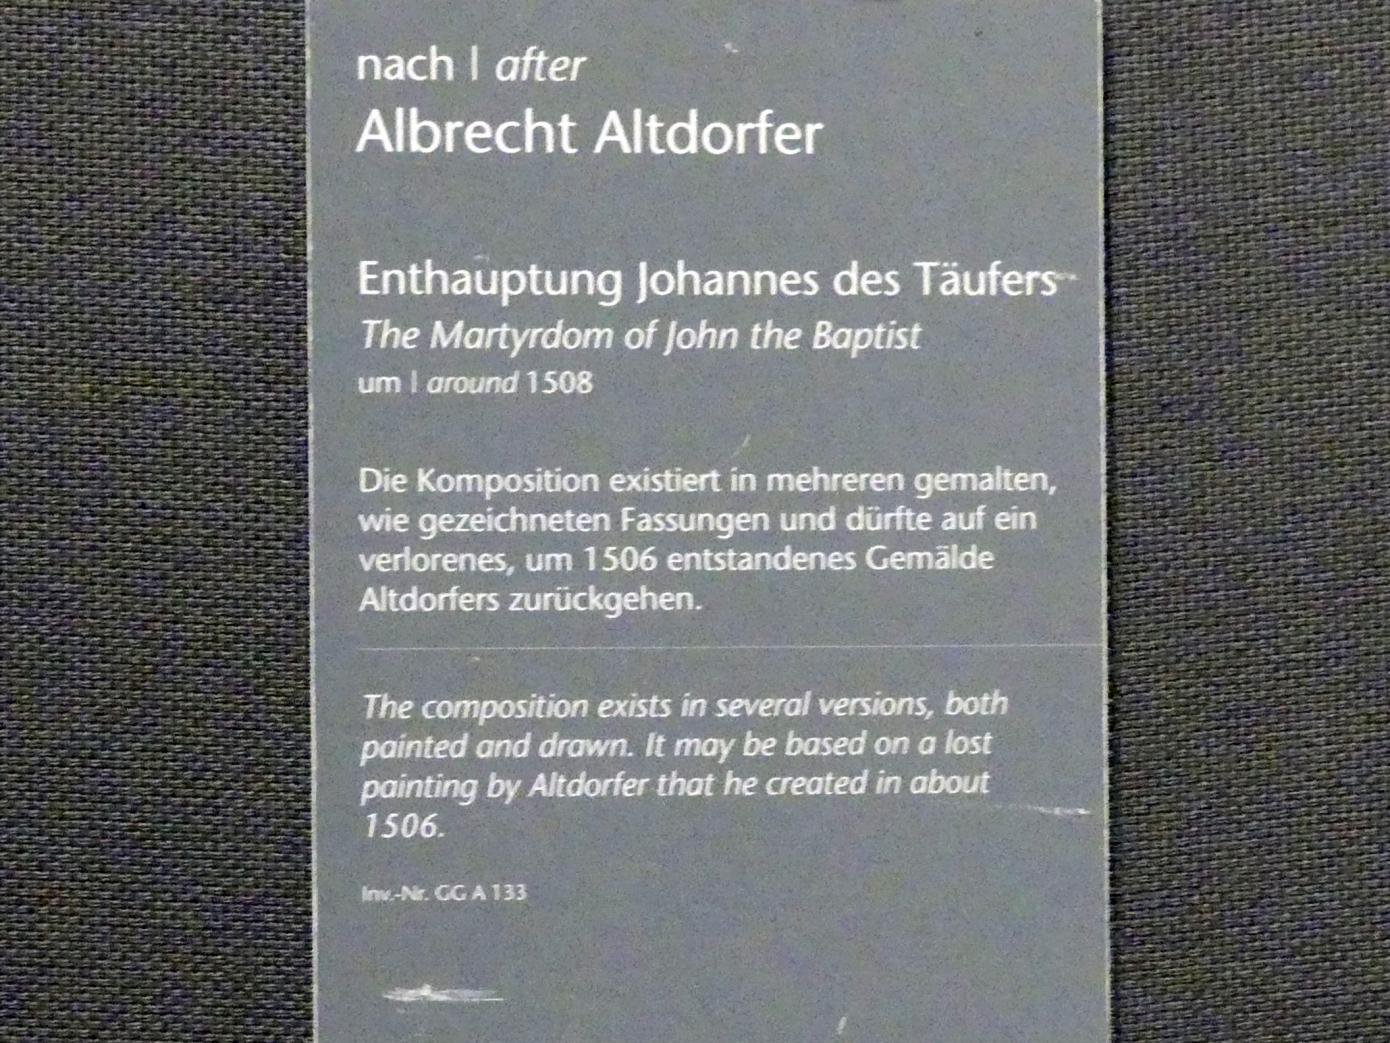 nach | after
Albrecht Altdorfer
Enthauptung Johannes des Täufers
The Martyrdom of John the Baptist
um | around 1508
Die Komposition existiert in mehreren gemalten,
wie gezeichneten Fassungen und dürfte auf ein
verlorenes, um 1506 entstandenes Gemälde
Altdorfers zurückgehen.
The composition exists in several versions, both
painted and drawn. It may be based on a lost
painting by Altdorfer that he created in about
1506.
Inv.-Nr. GG A 133